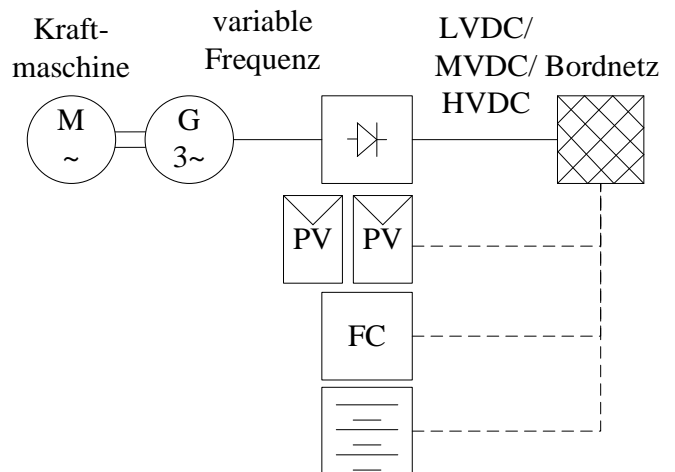 Kraft-
maschine
variable
Frequenz
LVDC/
MVDC/ Bordnetz
HVDC
M
~
G
3~
PV PV
FC